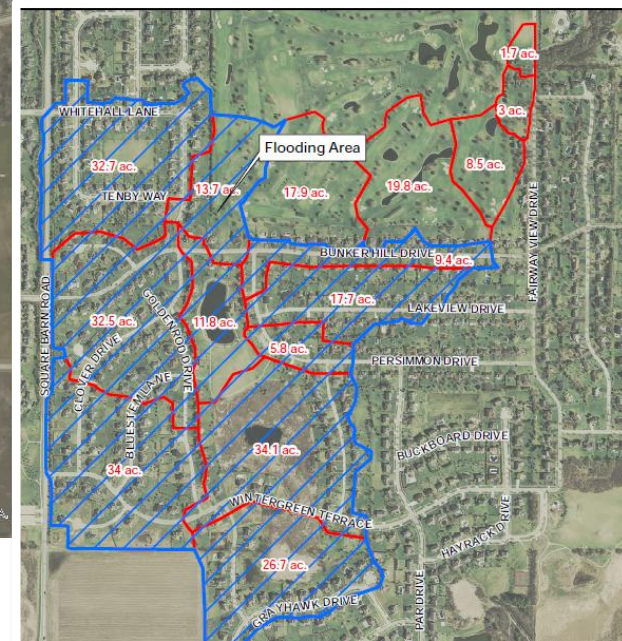 1.7 ac.
3 ac.
WHITEHALL LANE
Flooding Area
32.7 ac.
13.7 ac.
17.9 ac.
19.8 ac.
8.5 ac.
TENBY WAY
BUNKER HILL DRIVE
9.4 ac.
FAIRWAY VIEW DRIVE
SQUARE BARN ROAD
GOLDENROD DRIVE
17.7 ac.
LAKEVIEW DRIVE
32.5 ac.
11.8 ac.
CLOVER DRIVE
5.8 ac.
PERSIMMON DRIVE
BLUESTEM LANE
34.1 ac.
BUCKBOARD DRIVE
34 ac.
WINTERGREEN TERRACE
HAYRACK DRIVE
26.7 ac.
GRAYHAWK DRIVE
PAR DRIVE